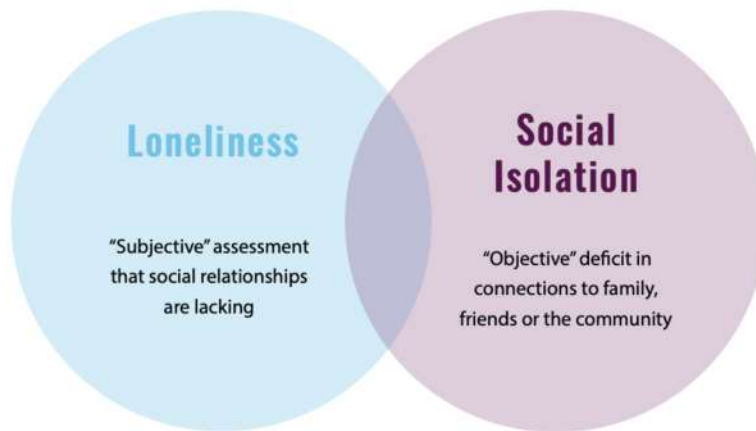 Loneliness
"Subjective" assessment
that social relationships
are lacking
Social
Isolation
"Objective" deficit in
connections to family,
friends or the community